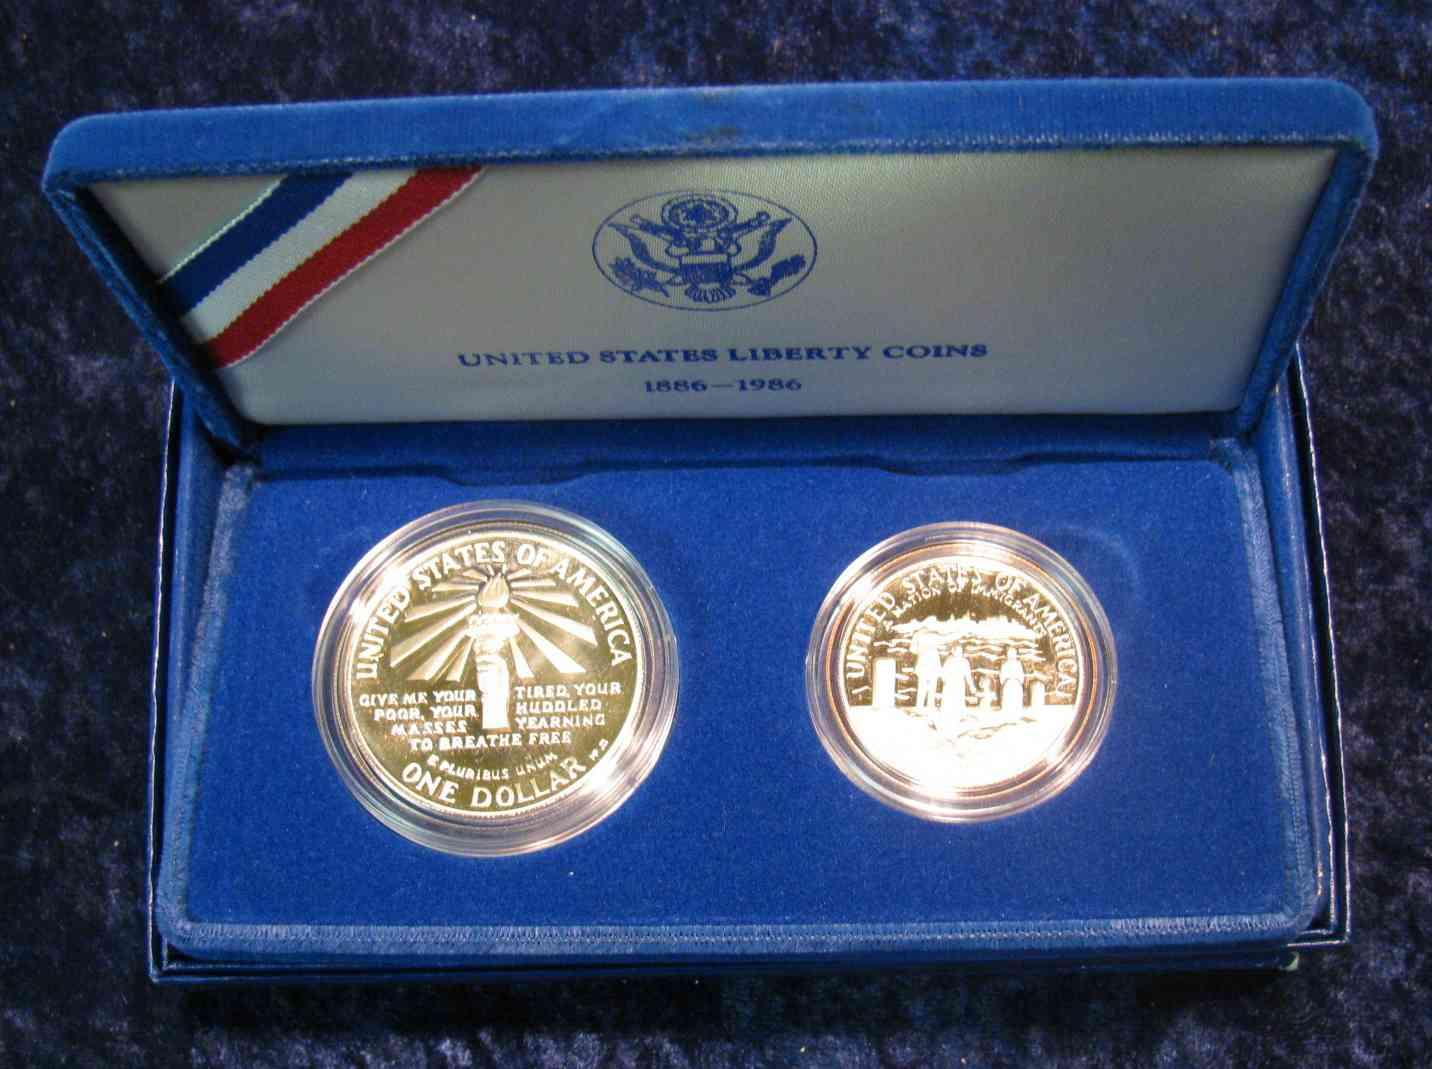 UNITED STATES LIBERTY COINS
1886–1986
UNITED STATES OF AMERICA
GIVE ME YOUR TIRED, YOUR
POOR, YOUR HUDDLED
MASSES YEARNING
TO BREATHE FREE
E PLURIBUS UNUM
ONE DOLLAR
UNITED STATES OF AMERICA
A NATION OF IMMIGRANTS